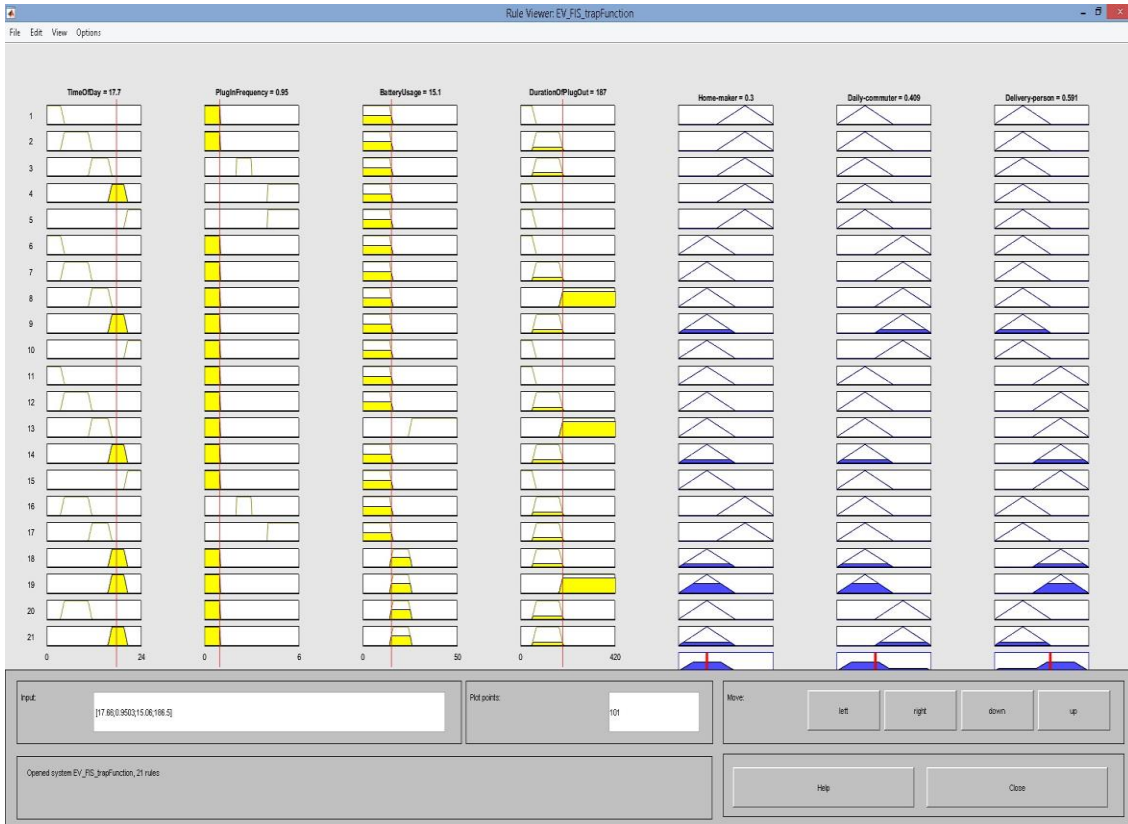 Rule Viewer: EV_FIS_trapFunction
File Edit View Options
TimeOfDay = 17.7 PlugInFrequency = 0.95 BatteryUsage = 15.1 DurationOfPlugOut = 187 Home-maker = 0.3 Daily-commuter = 0.409 Delivery-person = 0.591
1
2
3
4
5
6
7
8
9
10
11
12
13
14
15
16
17
18
19
20
21
0 24 0 6 0 50 0 420
Input: Plot points: Move:
[17.68;0.9503;15.06;186.5] 101 left right down up
Opened system EV_FIS_trapFunction, 21 rules
Help Close